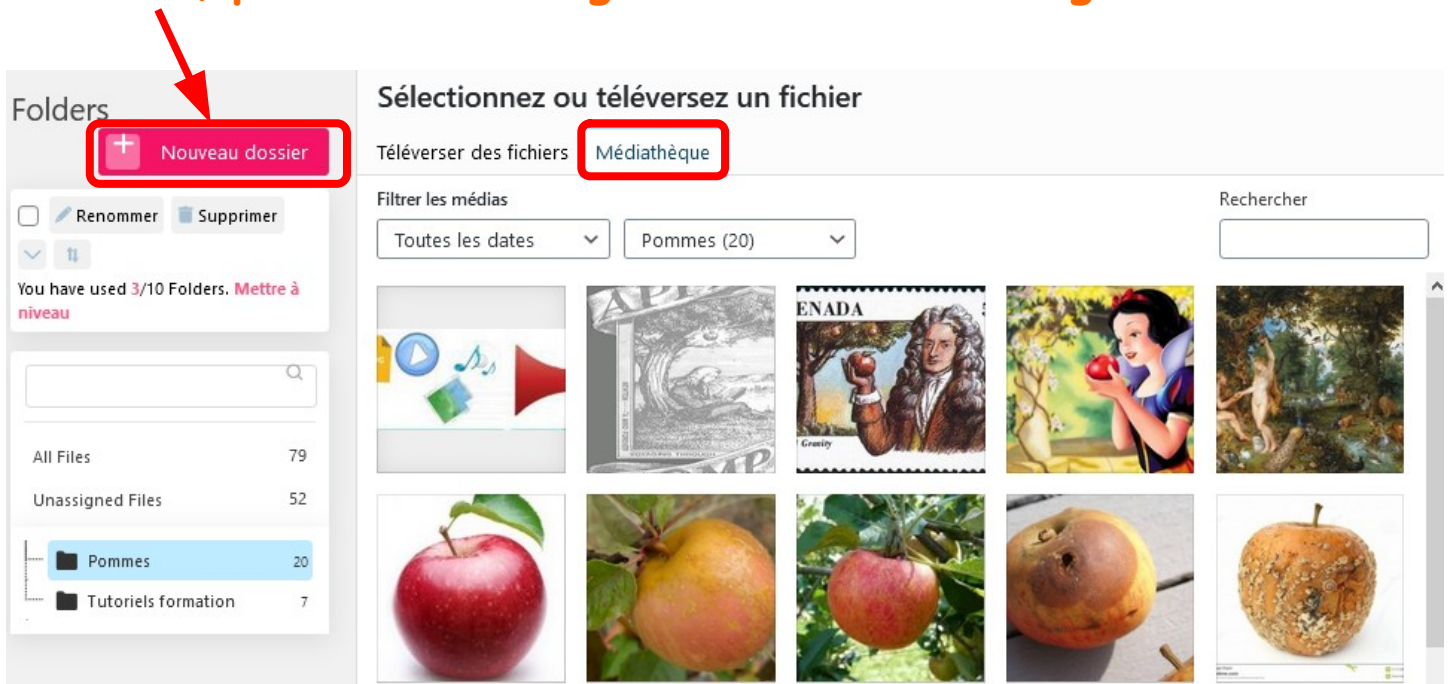 Folders
Nouveau dossier
Renommer
Supprimer
You have used 3/10 Folders. Mettre à
niveau
All Files 79
Unassigned Files 52
Pommes 20
Tutoriels formation 7
Sélectionnez ou téléversez un fichier
Téléverser des fichiers Médiathèque
Filtrer les médias
Toutes les dates
Pommes (20)
Rechercher
ENADA
Gravity